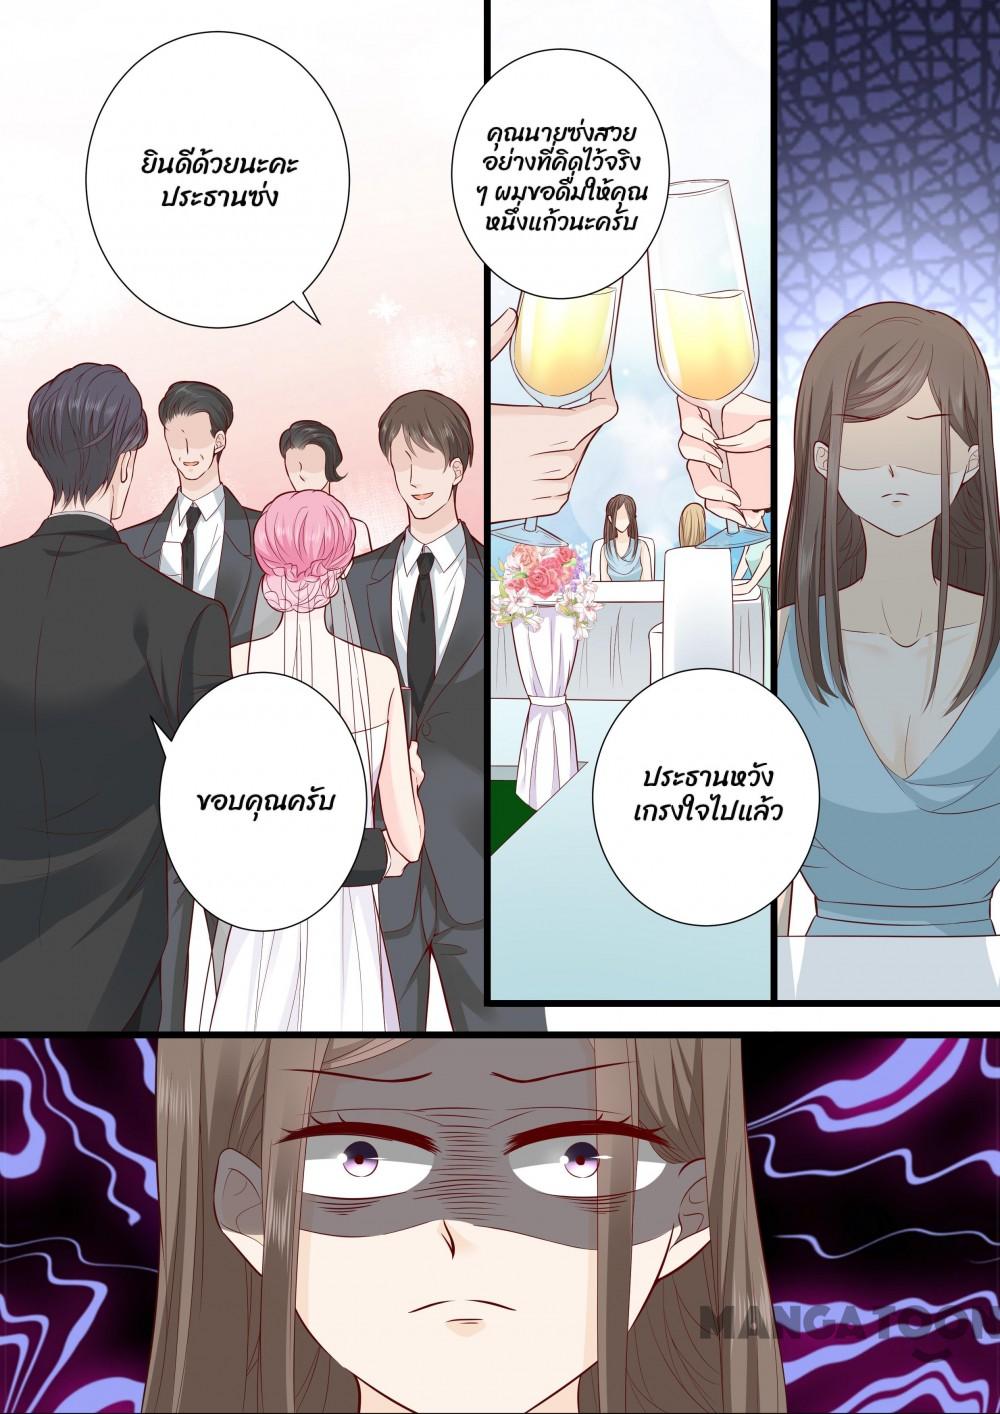 ยินดีด้วยนะคะ
ประธานซ่ง
ขอบคุณครับ
คุณนายซ่งสวย
อย่างที่คิดไว้จริง
ๆ ผมขอดื่มให้คุณ
หนึ่งแก้วนะครับ
ประธานหวัง
เกรงใจไปแล้ว
MANGATOON